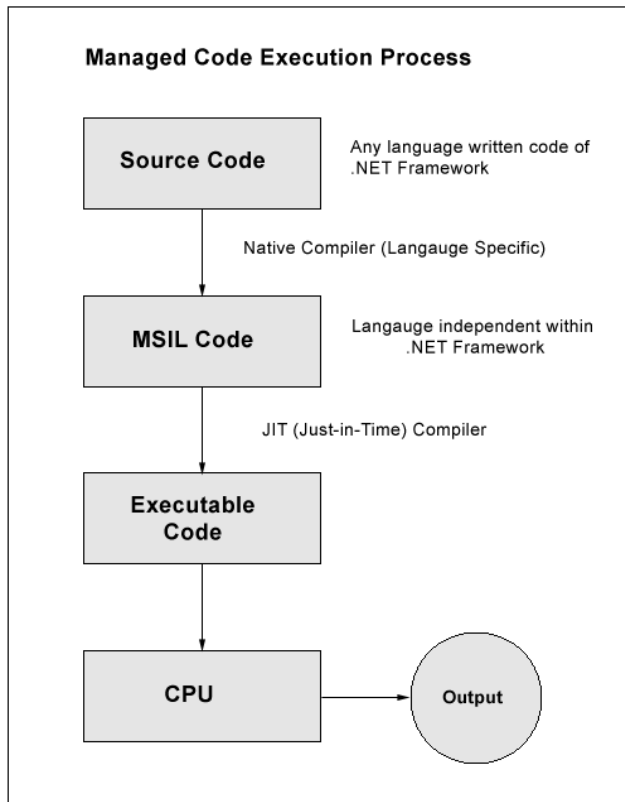 Managed Code Execution Process
Source Code
Any language written code of
.NET Framework
Native Compiler (Langauge Specific)
MSIL Code
Langauge independent within
.NET Framework
JIT (Just-in-Time) Compiler
Executable
Code
CPU
Output